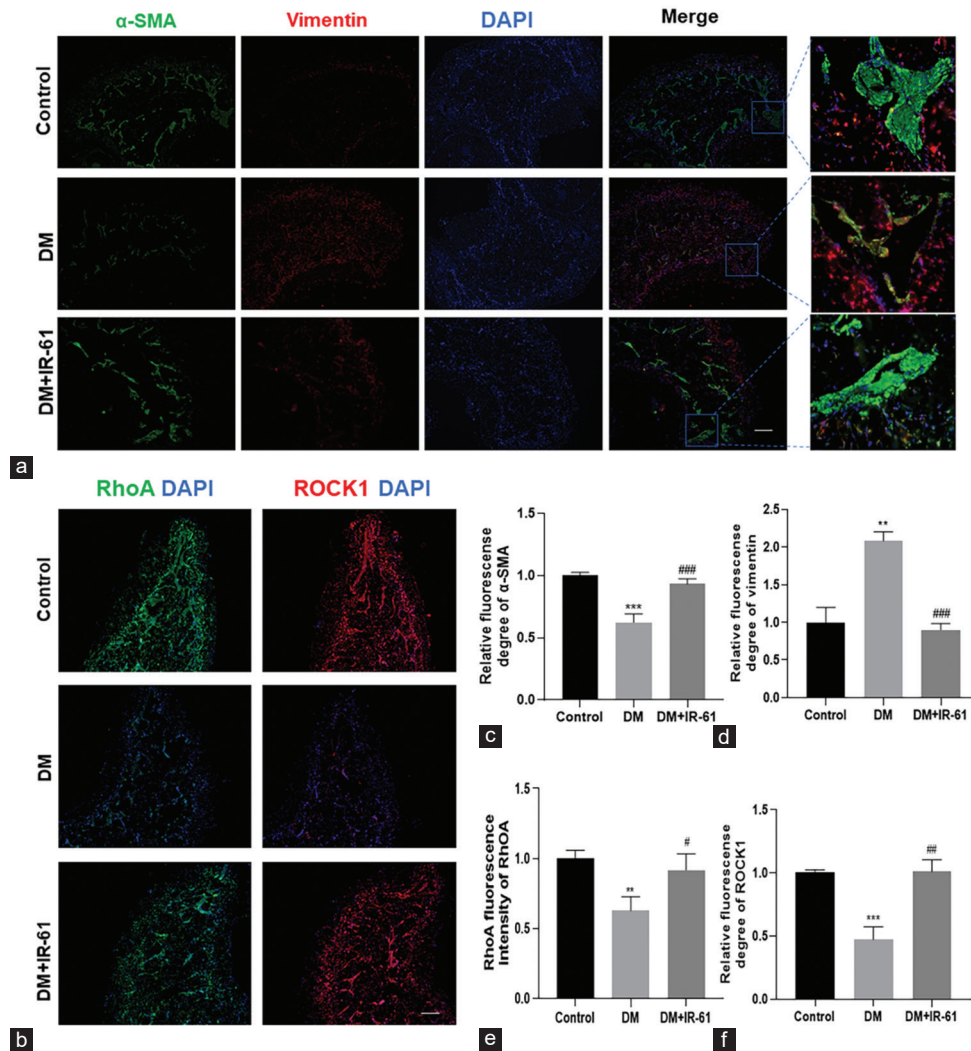 α-SMA Vimentin DAPI Merge
Control
DM
DM+IR-61
a
RhoA DAPI ROCK1 DAPI
Control
DM
DM+IR-61
b
Relative fluorescense
degree of α-SMA
1.5
1.0
0.5
0.0
***
###
Control DM DM+IR-61
c
Relative fluorescense
degree of vimentin
2.5
2.0
1.5
1.0
0.5
0.0
**
###
Control DM DM+IR-61
d
RhoA fluorescence
Intensity of RhOA
1.5
1.0
0.5
0.0
**
#
Control DM DM+IR-61
e
Relative fluorescense
degree of ROCK1
1.5
1.0
0.5
0.0
***
##
Control DM DM+IR-61
f